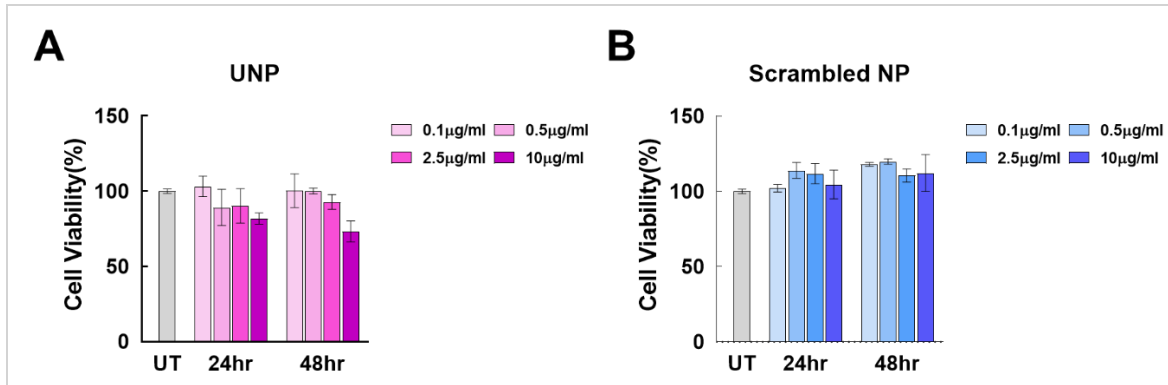 A
UNP
Cell Viability(%)
150
100
50
0
UT 24hr 48hr
0.1μg/ml 0.5μg/ml
2.5μg/ml 10μg/ml
B
Scrambled NP
Cell Viability(%)
150
100
50
0
UT 24hr 48hr
0.1μg/ml 0.5μg/ml
2.5μg/ml 10μg/ml